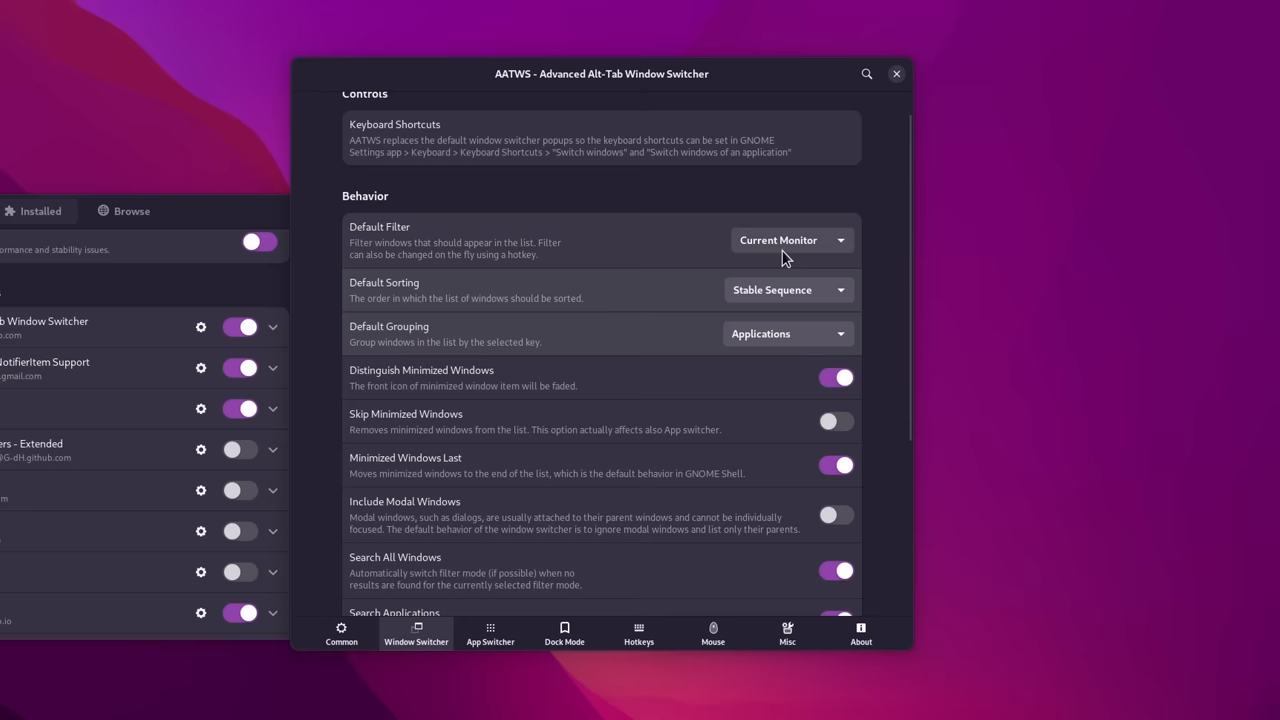 AATWS - Advanced Alt-Tab Window Switcher
Controls
Keyboard Shortcuts
AATWS replaces the default window switcher popups so the keyboard shortcuts can be set in GNOME
Settings app > Keyboard > Keyboard Shortcuts > "Switch windows" and "Switch windows of an application"
Behavior
Default Filter
Filter windows that should appear in the list. Filter
can also be changed on the fly using a hotkey.
Current Monitor
Default Sorting
The order in which the list of windows should be sorted.
Stable Sequence
Default Grouping
Group windows in the list by the selected key.
Applications
Distinguish Minimized Windows
The front icon of minimized window item will be faded.
Skip Minimized Windows
Removes minimized windows from the list. This option actually affects also App switcher.
Minimized Windows Last
Moves minimized windows to the end of the list, which is the default behavior in GNOME Shell.
Include Modal Windows
Modal windows, such as dialogs, are usually attached to their parent windows and cannot be individually
focused. The default behavior of the window switcher is to ignore modal windows and list only their parents.
Search All Windows
Automatically switch filter mode (if possible) when no
results are found for the currently selected filter mode.
Search Applications
Common
Window Switcher
App Switcher
Dock Mode
Hotkeys
Mouse
Misc
About
Installed
Browse
ormance and stability issues.
s
b Window Switcher
o.com
NotifierItem Support
gmail.com
ers - Extended
@G-dH.github.com
m
o.io